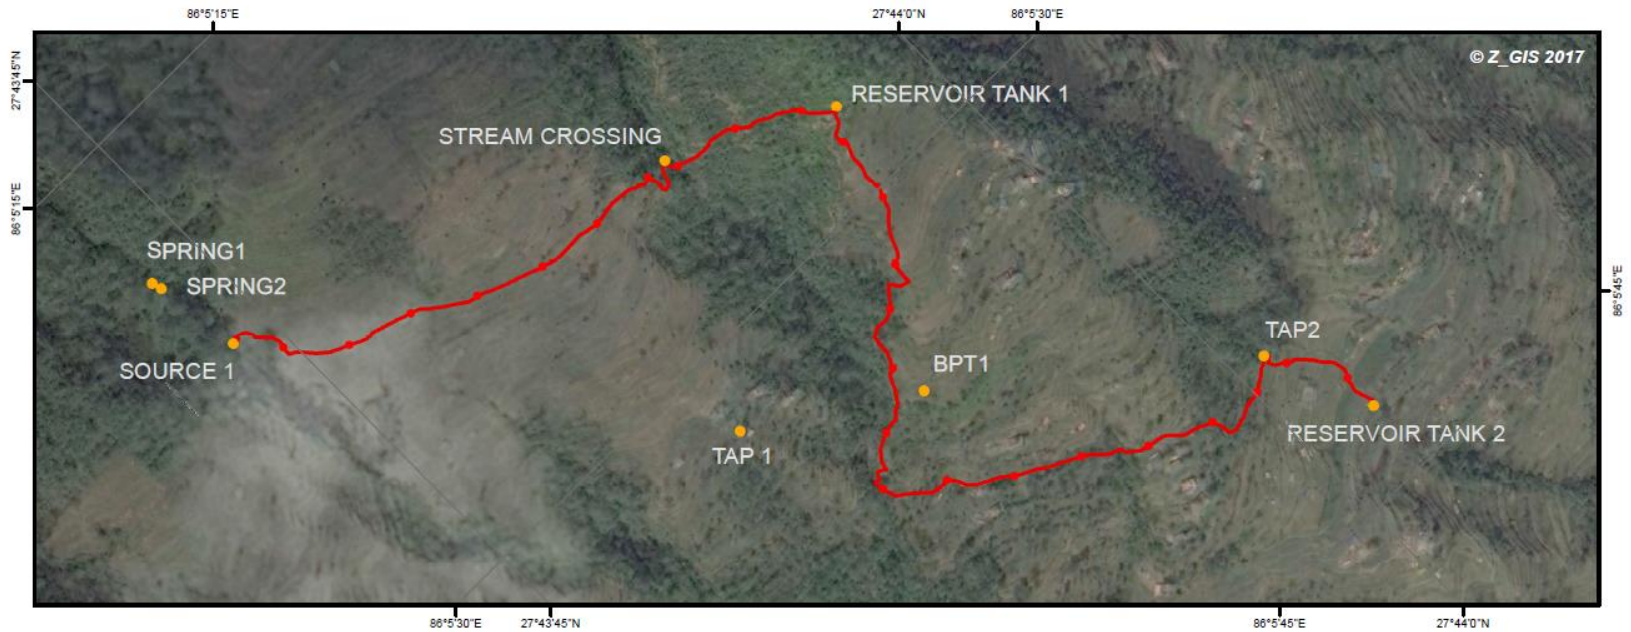 86°5'15"E
27°44'0"N
86°5'30"E
27°43'45"N
© Z_GIS 2017
RESERVOIR TANK 1
STREAM CROSSING
86°5'15"E
SPRING1
SPRING2
86°5'45"E
TAP2
SOURCE 1
BPT1
RESERVOIR TANK 2
TAP 1
86°5'30"E
27°43'45"N
86°5'45"E
27°44'0"N